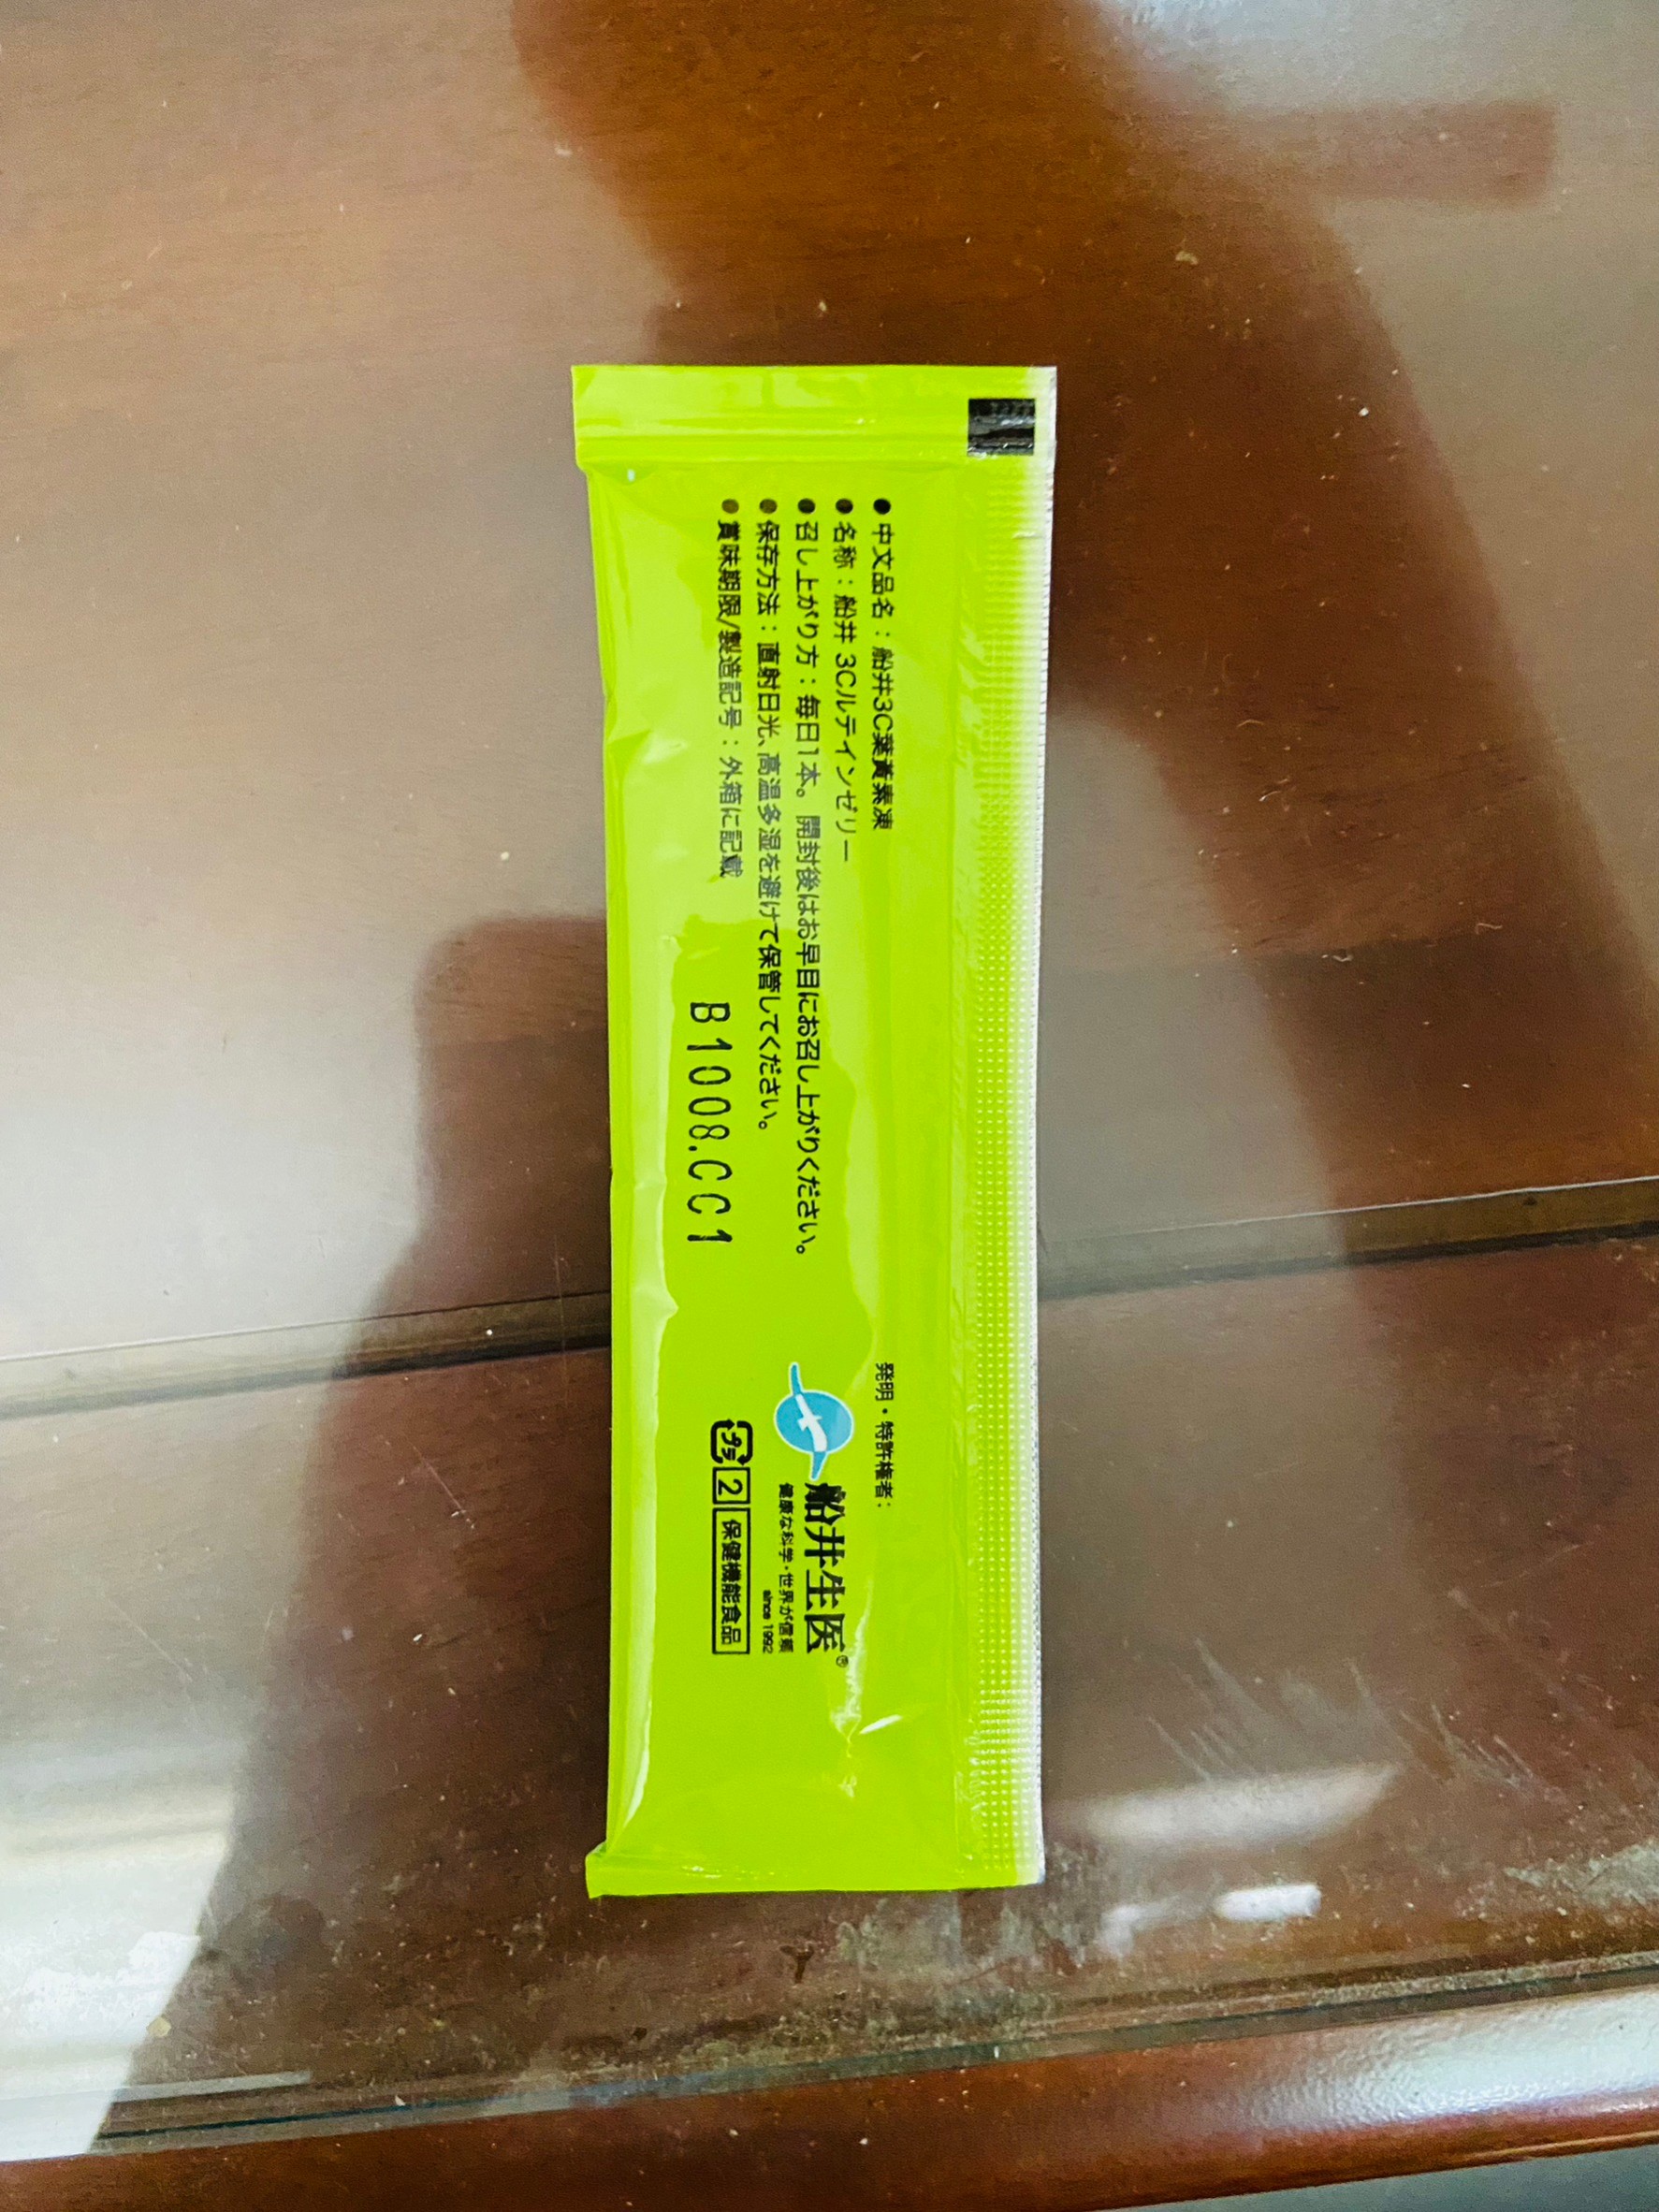 ●中文品名：船井3C葉黃素凍
●名称：船井 3Cルテインゼリー
●召し上がり方：毎日1本。開封後はお早目にお召し上がりください。
●保存方法：直射日光、高温多湿を避けて保管してください。
●賞味期限/製造記号：外箱に記載
B1008.CC1
発明・特許権者：
船井生医®
健康な科学・世界が信頼
since 1992
プラ 2 保健機能食品